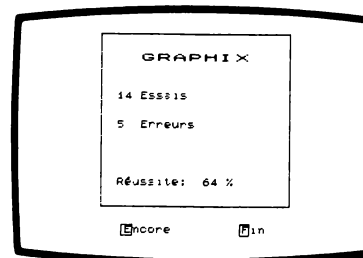 GRAPHIX
14 Essais
5 Erreurs
Réussite: 64 %
Encore Fin